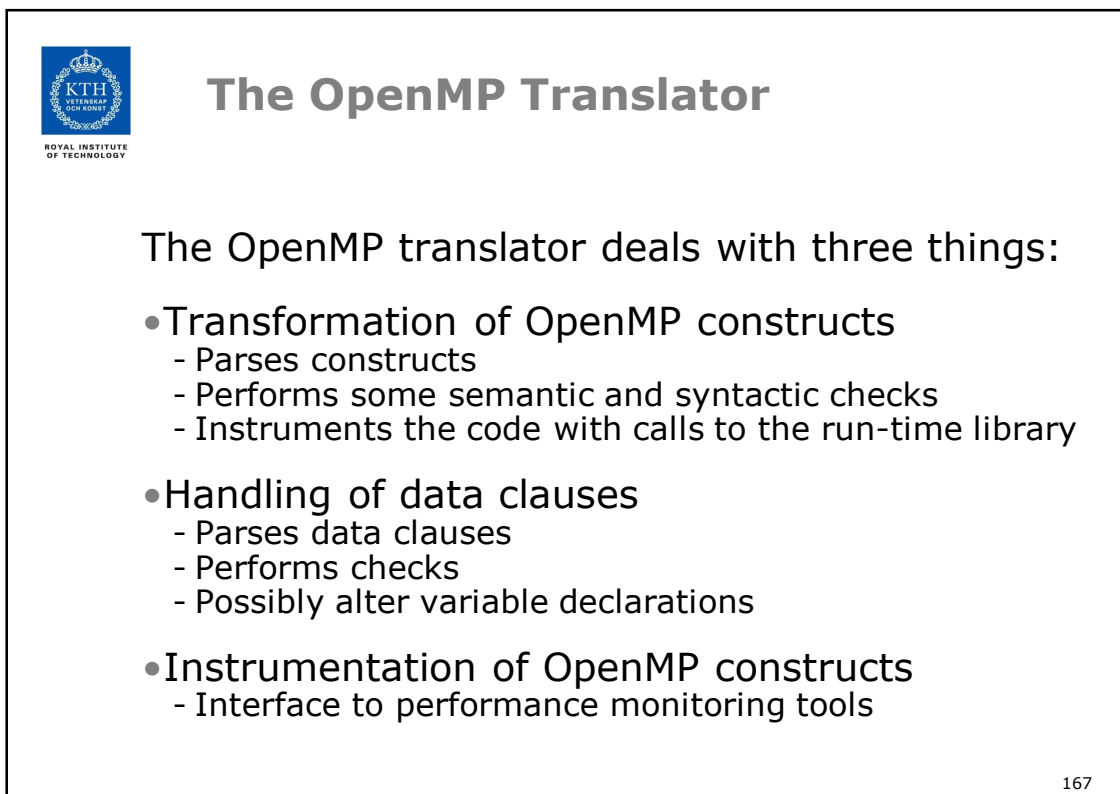 KTH
VETENSKAP
OCH KONST
ROYAL INSTITUTE
OF TECHNOLOGY
The OpenMP Translator
The OpenMP translator deals with three things:
•Transformation of OpenMP constructs
- Parses constructs
- Performs some semantic and syntactic checks
- Instruments the code with calls to the run-time library
•Handling of data clauses
- Parses data clauses
- Performs checks
- Possibly alter variable declarations
•Instrumentation of OpenMP constructs
- Interface to performance monitoring tools
167